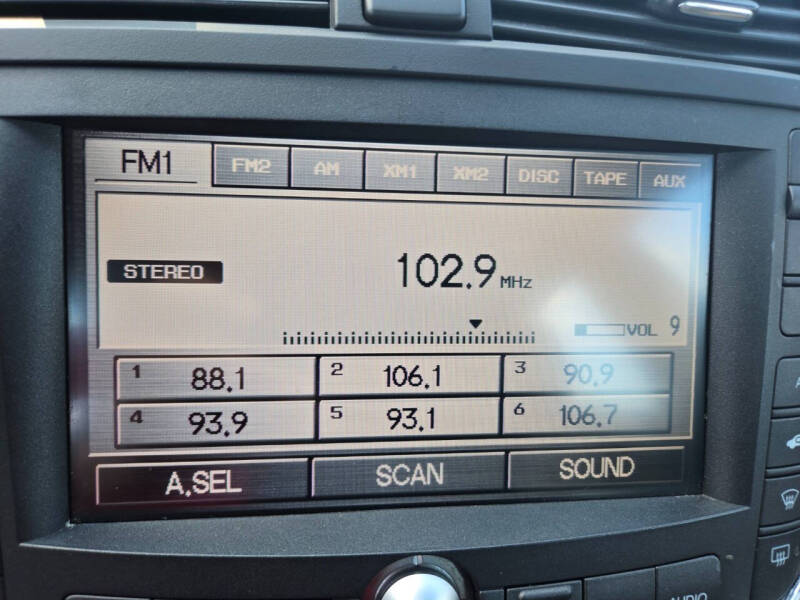 FM1 FM2 AM XM1 XM2 DISC TAPE AUX
STEREO 102.9 MHz
VOL 9
1 88.1 2 106.1 3 90.9
4 93.9 5 93.1 6 106.7
A.SEL SCAN SOUND
AUDIO